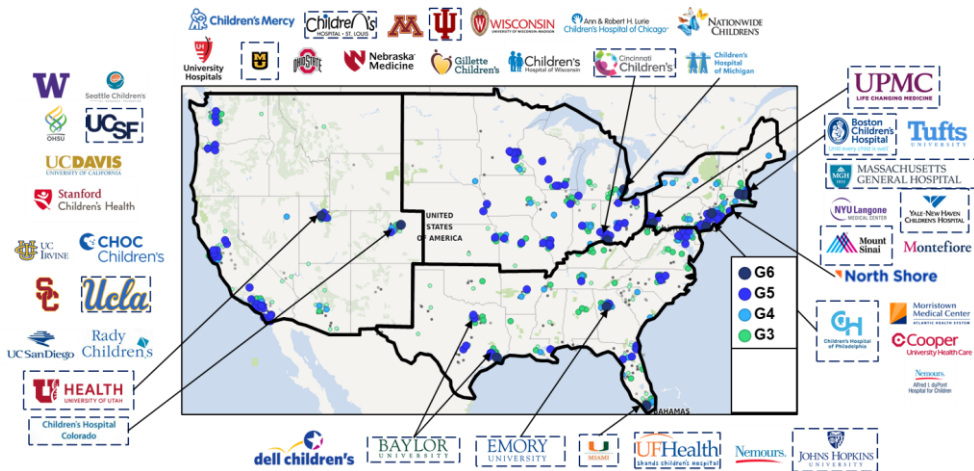 Children's Mercy
Children's
HOSPITAL • ST. LOUIS
M
WISCONSIN
UNIVERSITY OF WISCONSIN-MADISON
Ann & Robert H. Lurie
Children's Hospital of Chicago
NATIONWIDE
CHILDREN'S
UH
University
Hospitals
MU
OHIO STATE
Nebraska
Medicine
Gillette
Children's
Children's
Hospital of Wisconsin
Cincinnati
Children's
Children's
Hospital
of Michigan
W
Seattle Children's
OHSU
UCSF
UC DAVIS
UNIVERSITY OF CALIFORNIA
Stanford
Children's Health
UC
IRVINE
CHOC
Children's
SC
Ucla
UC San Diego
Rady
Children's
HEALTH
UNIVERSITY OF UTAH
Children's Hospital
Colorado
UNITED
STATES
OF AMERICA
BAHAMAS
G6
G5
G4
G3
UPMC
LIFE CHANGING MEDICINE
Boston
Children's
Hospital
Until every child is well
Tufts
UNIVERSITY
MGH
MASSACHUSETTS
GENERAL HOSPITAL
NYU Langone
MEDICAL CENTER
YALE-NEW HAVEN
CHILDREN'S HOSPITAL
Mount
Sinai
Montefiore
North Shore
CH
Children's Hospital
of Philadelphia
Morristown
Medical Center
ATLANTIC HEALTH SYSTEM
Cooper
University Health Care
Nemours.
Alfred I. duPont
Hospital for Children
dell children's
BAYLOR
UNIVERSITY
EMORY
UNIVERSITY
U
MIAMI
UFHealth
Shands Children's Hospital
Nemours.
JOHNS HOPKINS
UNIVERSITY